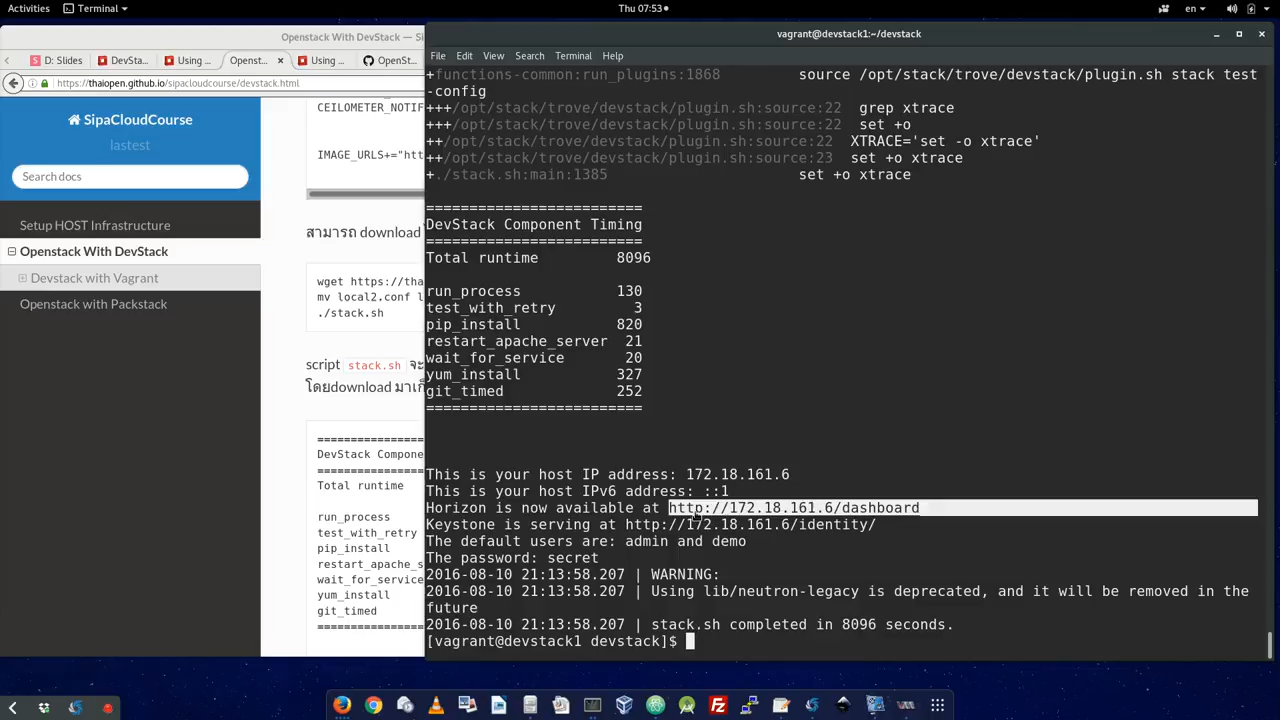 Activities
Terminal
Thu 07:53
en
Openstack With DevStack — Si
vagrant@devstack1:~/devstack
D: Slides
DevSta...
Using ...
Openst...
Using ...
OpenSt...
https://thaiopen.github.io/sipacloudcourse/devstack.html
SipaCloudCourse
lastest
Search docs
Setup HOST Infrastructure
Openstack With DevStack
Devstack with Vagrant
Openstack with Packstack
CEILOMETER_NOTIF
IMAGE_URLS+="htt
สามารถ download
wget https://tha
mv local2.conf l
./stack.sh
script stack.sh จะ
โดยdownload มาเก็
========================
DevStack Compone
========================
Total runtime
run_process
test_with_retry
pip_install
restart_apache_s
wait_for_service
yum_install
git_timed
========================
File Edit View Search Terminal Help
+functions-common:run_plugins:1868 source /opt/stack/trove/devstack/plugin.sh stack test
-config
+++/opt/stack/trove/devstack/plugin.sh:source:22 grep xtrace
+++/opt/stack/trove/devstack/plugin.sh:source:22 set +o
++/opt/stack/trove/devstack/plugin.sh:source:22 XTRACE='set -o xtrace'
++/opt/stack/trove/devstack/plugin.sh:source:23 set +o xtrace
+./stack.sh:main:1385 set +o xtrace
=========================
DevStack Component Timing
=========================
Total runtime 8096
run_process 130
test_with_retry 3
pip_install 820
restart_apache_server 21
wait_for_service 20
yum_install 327
git_timed 252
=========================
This is your host IP address: 172.18.161.6
This is your host IPv6 address: ::1
Horizon is now available at http://172.18.161.6/dashboard
Keystone is serving at http://172.18.161.6/identity/
The default users are: admin and demo
The password: secret
2016-08-10 21:13:58.207 | WARNING:
2016-08-10 21:13:58.207 | Using lib/neutron-legacy is deprecated, and it will be removed in the
future
2016-08-10 21:13:58.207 | stack.sh completed in 8096 seconds.
[vagrant@devstack1 devstack]$